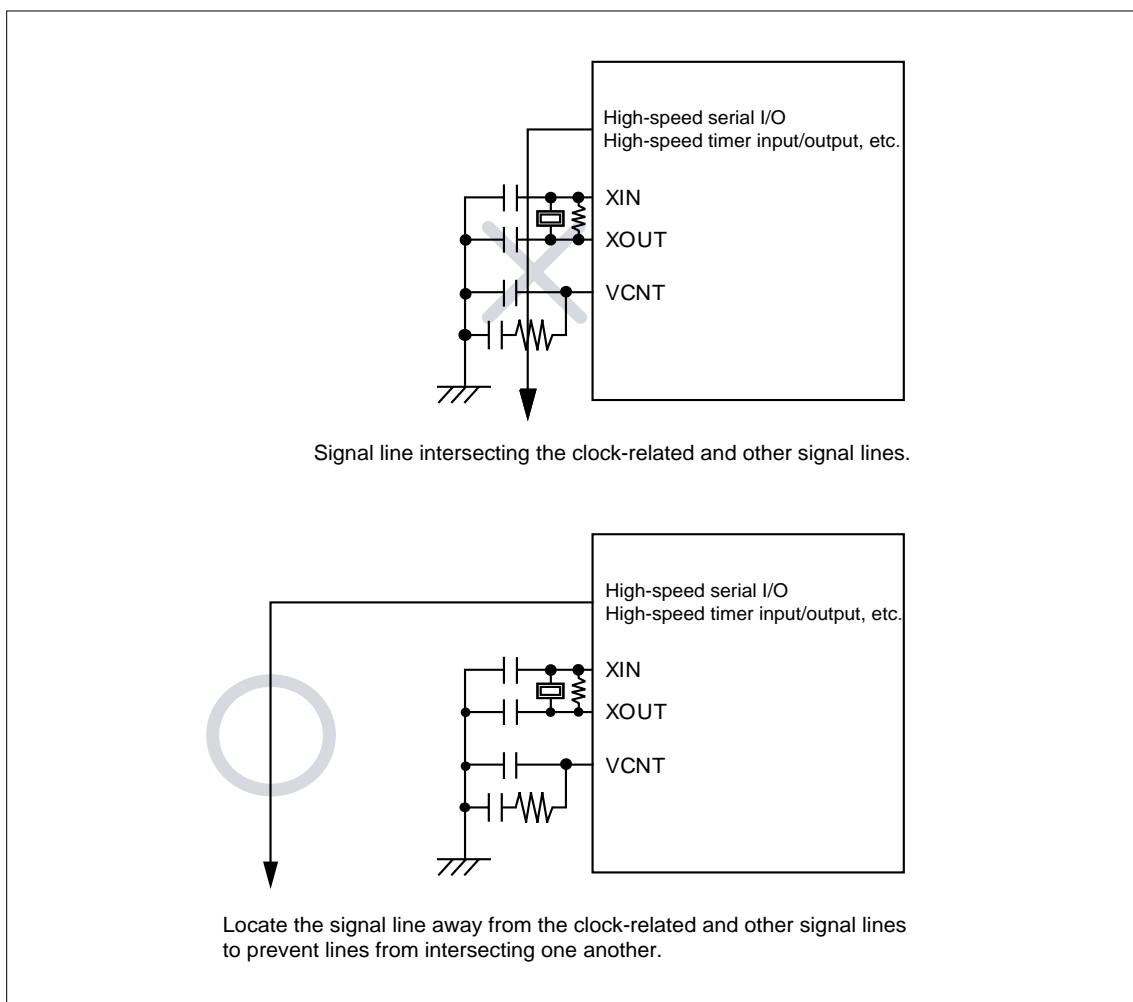 High-speed serial I/O
High-speed timer input/output, etc.
XIN
XOUT
VCNT
Signal line intersecting the clock-related and other signal lines.
High-speed serial I/O
High-speed timer input/output, etc.
XIN
XOUT
VCNT
Locate the signal line away from the clock-related and other signal lines
to prevent lines from intersecting one another.